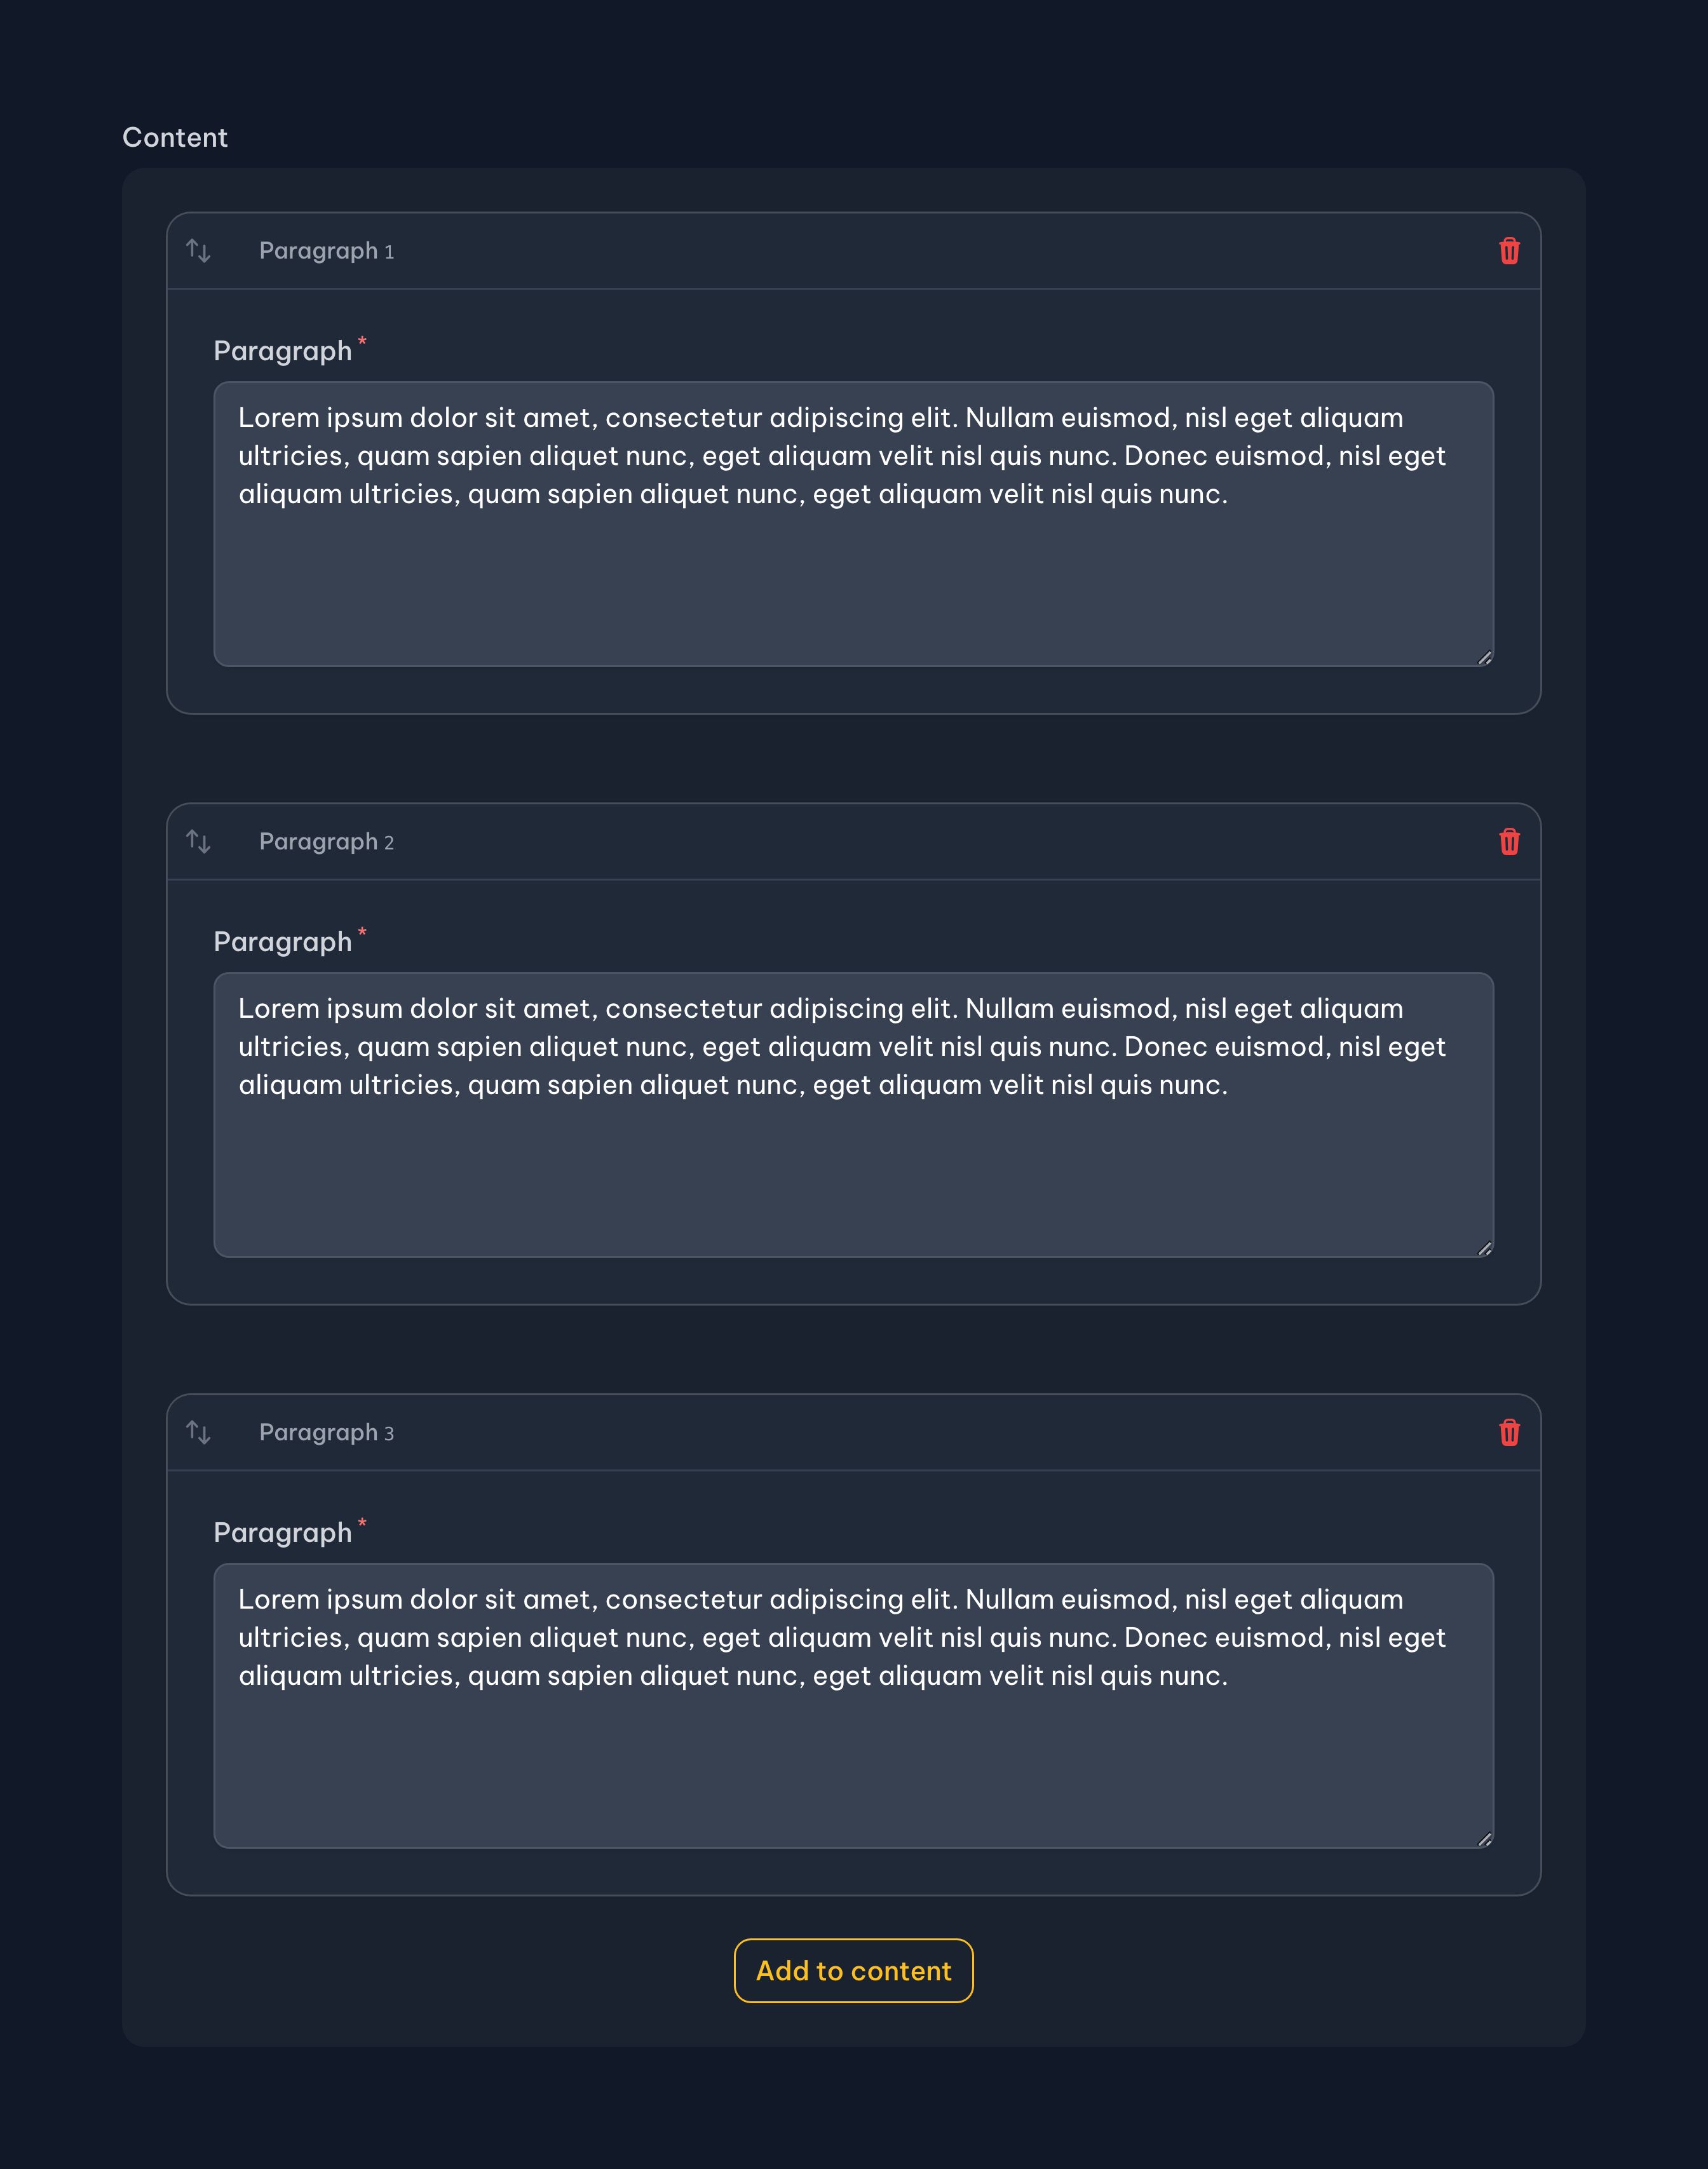 Content
Paragraph 1
Paragraph *
Lorem ipsum dolor sit amet, consectetur adipiscing elit. Nullam euismod, nisl eget aliquam
ultricies, quam sapien aliquet nunc, eget aliquam velit nisl quis nunc. Donec euismod, nisl eget
aliquam ultricies, quam sapien aliquet nunc, eget aliquam velit nisl quis nunc.
Paragraph 2
Paragraph *
Lorem ipsum dolor sit amet, consectetur adipiscing elit. Nullam euismod, nisl eget aliquam
ultricies, quam sapien aliquet nunc, eget aliquam velit nisl quis nunc. Donec euismod, nisl eget
aliquam ultricies, quam sapien aliquet nunc, eget aliquam velit nisl quis nunc.
Paragraph 3
Paragraph *
Lorem ipsum dolor sit amet, consectetur adipiscing elit. Nullam euismod, nisl eget aliquam
ultricies, quam sapien aliquet nunc, eget aliquam velit nisl quis nunc. Donec euismod, nisl eget
aliquam ultricies, quam sapien aliquet nunc, eget aliquam velit nisl quis nunc.
Add to content